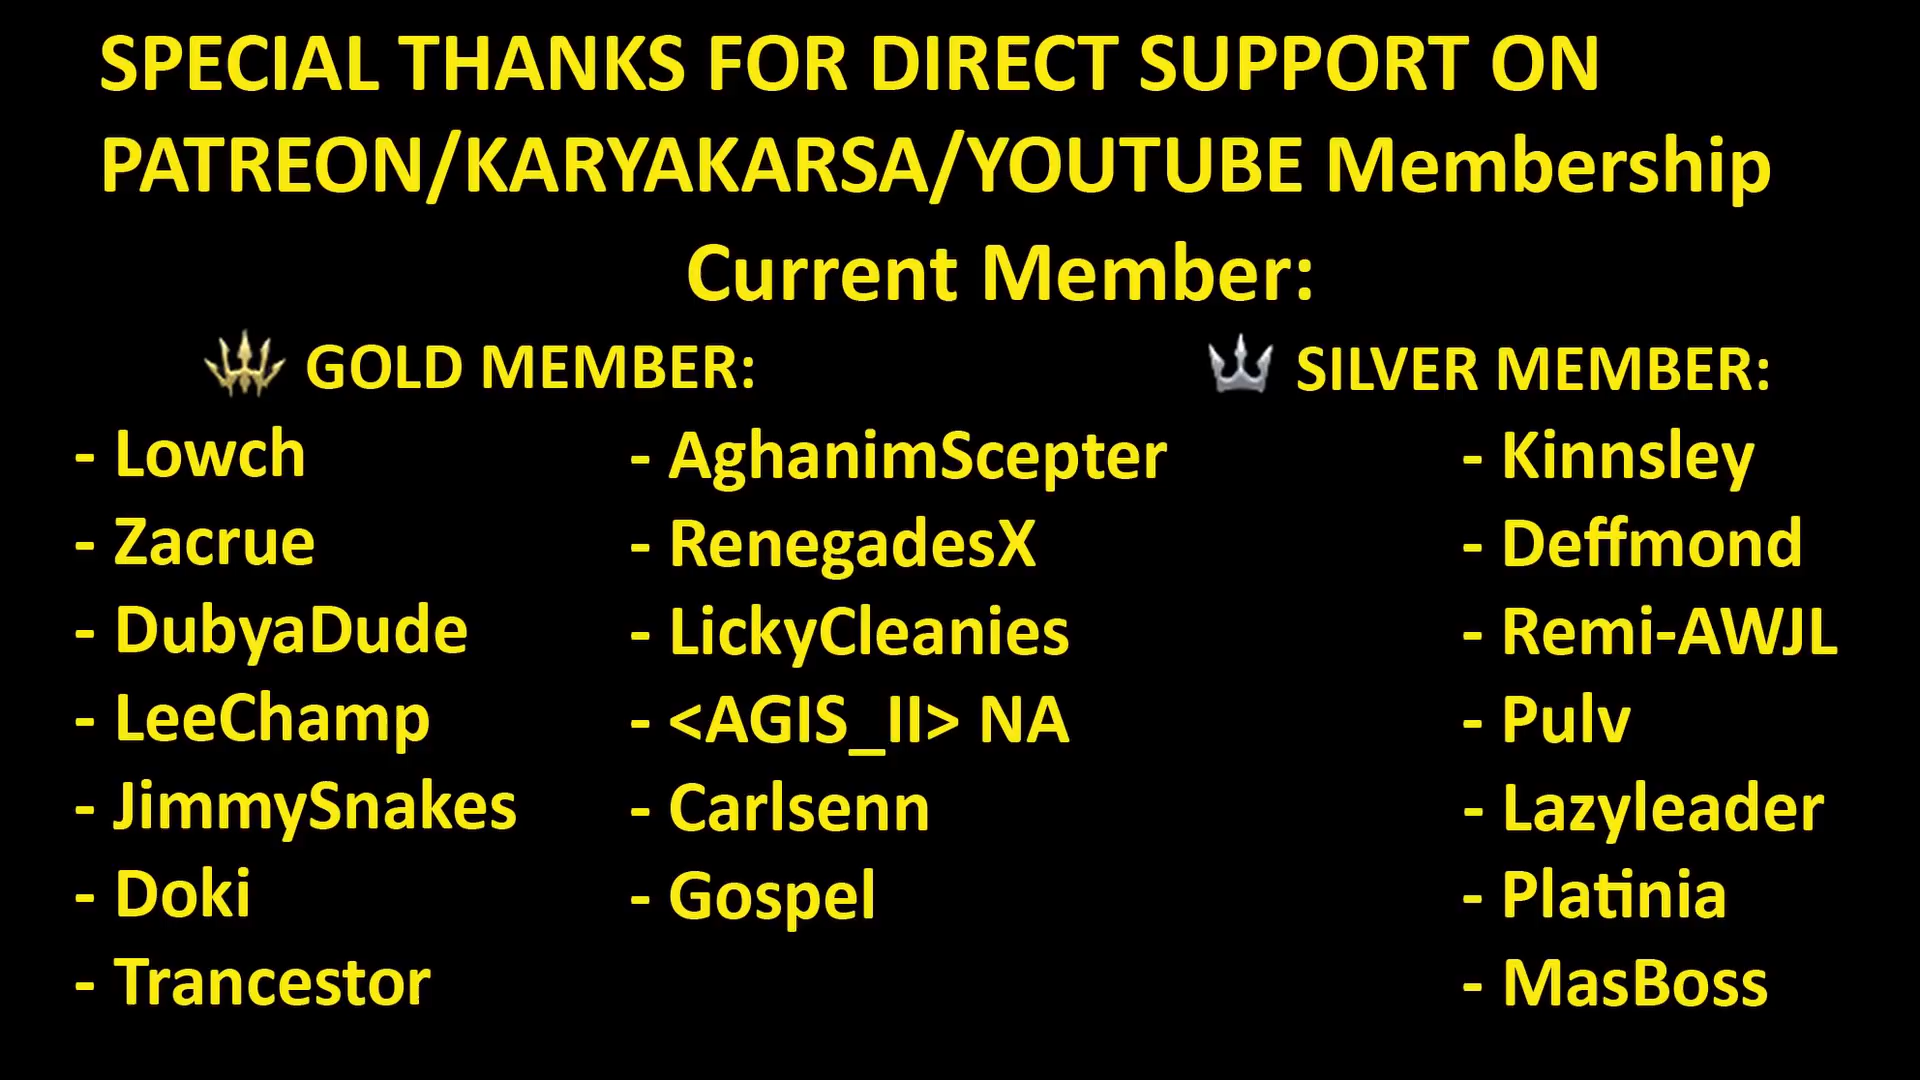 SPECIAL THANKS FOR DIRECT SUPPORT ON
PATREON/KARYAKARSA/YOUTUBE Membership
Current Member:
GOLD MEMBER:
- Lowch
- Zacrue
- DubyaDude
- LeeChamp
- JimmySnakes
- Doki
- Trancestor
- AghanimScepter
- RenegadesX
- LickyCleanies
- <AGIS_II> NA
- Carlsenn
- Gospel
SILVER MEMBER:
- Kinnsley
- Deffmond
- Remi-AWJL
- Pulv
- Lazyleader
- Platinia
- MasBoss